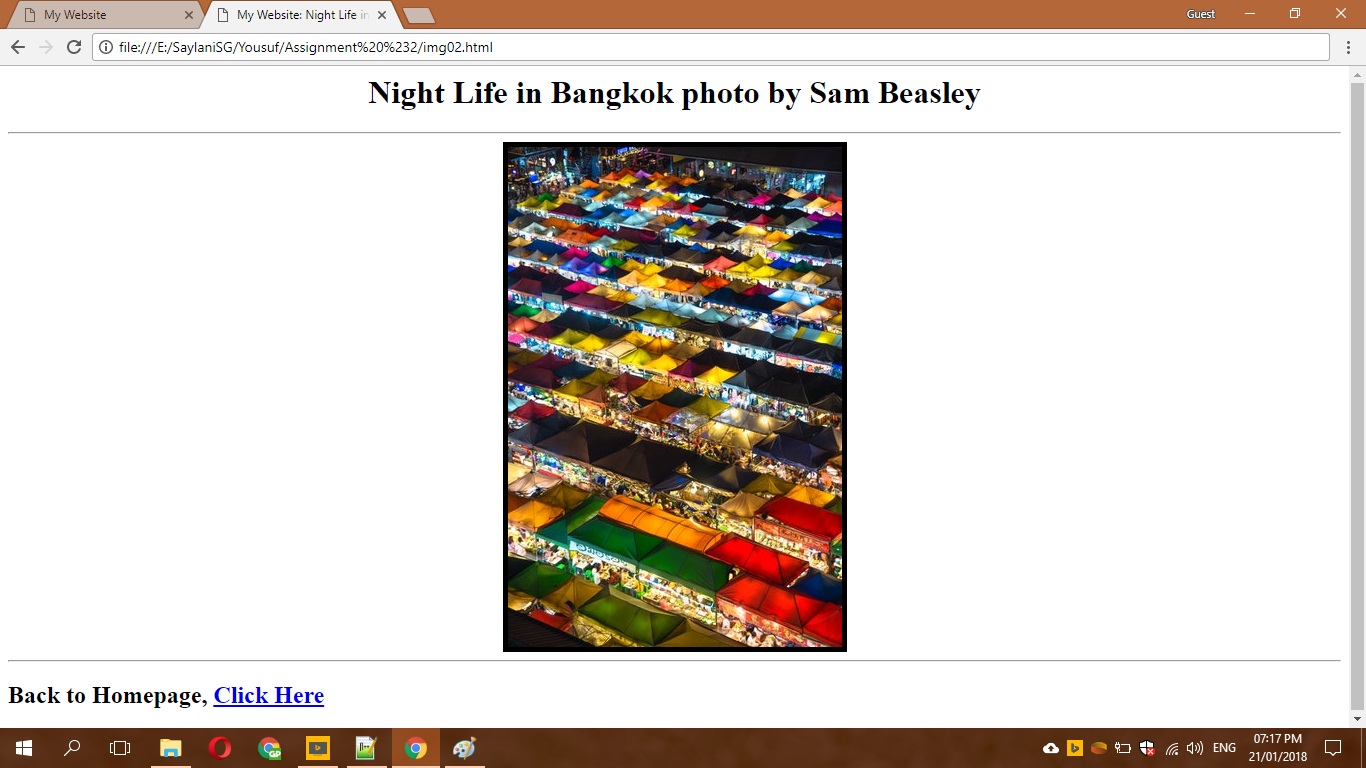 My Website
My Website: Night Life in
Guest
file:///E:/SaylaniSG/Yousuf/Assignment%20%232/img02.html
Night Life in Bangkok photo by Sam Beasley
Back to Homepage, Click Here
GP
ENG
07:17 PM
21/01/2018